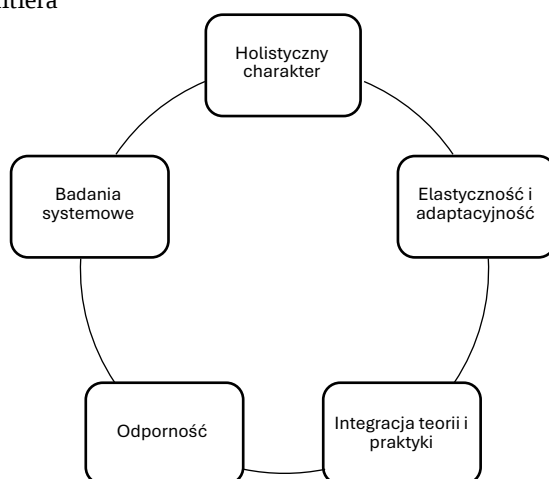 Holistyczny
charakter
Elastyczność i
adaptacyjność
Integracja teorii i
praktyki
Odporność
Badania
systemowe